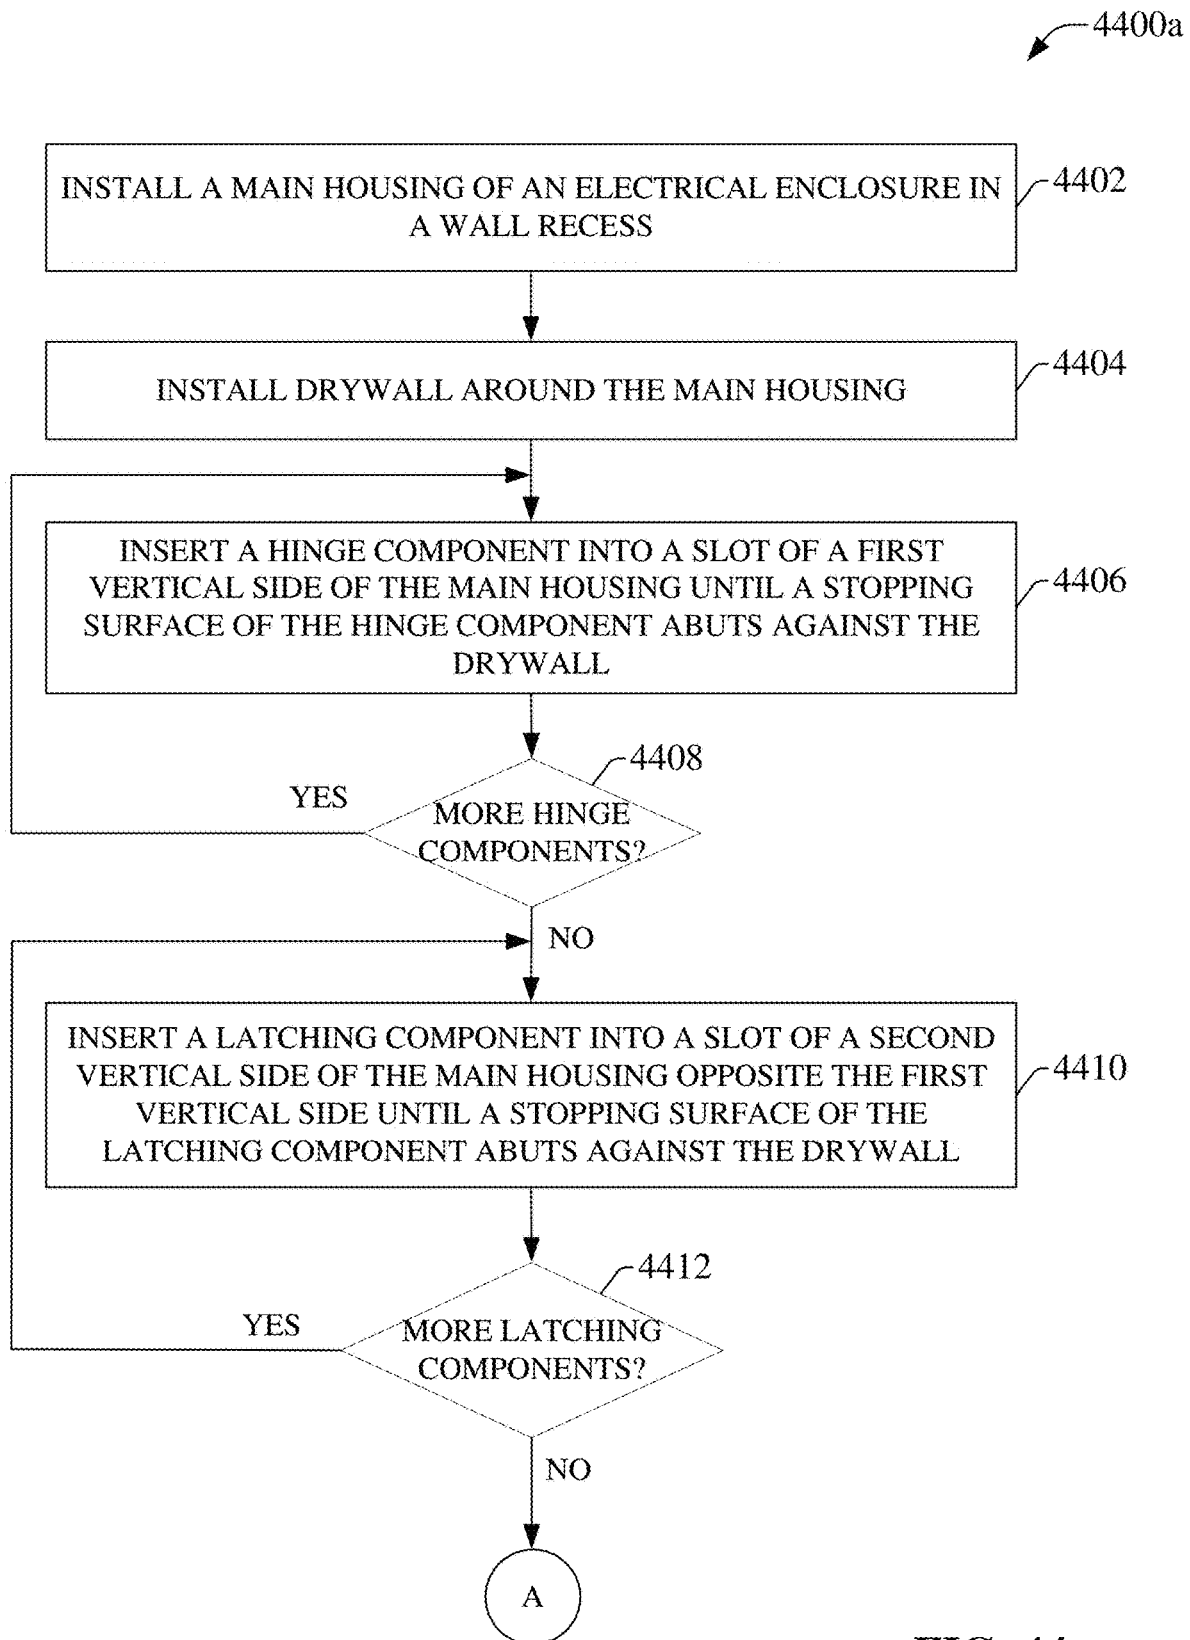 4400a
INSTALL A MAIN HOUSING OF AN ELECTRICAL ENCLOSURE IN
A WALL RECESS
4402
INSTALL DRYWALL AROUND THE MAIN HOUSING
4404
INSERT A HINGE COMPONENT INTO A SLOT OF A FIRST
VERTICAL SIDE OF THE MAIN HOUSING UNTIL A STOPPING
SURFACE OF THE HINGE COMPONENT ABUTS AGAINST THE
DRYWALL
4406
4408
YES
MORE HINGE
COMPONENTS?
NO
INSERT A LATCHING COMPONENT INTO A SLOT OF A SECOND
VERTICAL SIDE OF THE MAIN HOUSING OPPOSITE THE FIRST
VERTICAL SIDE UNTIL A STOPPING SURFACE OF THE
LATCHING COMPONENT ABUTS AGAINST THE DRYWALL
4410
4412
YES
MORE LATCHING
COMPONENTS?
NO
A